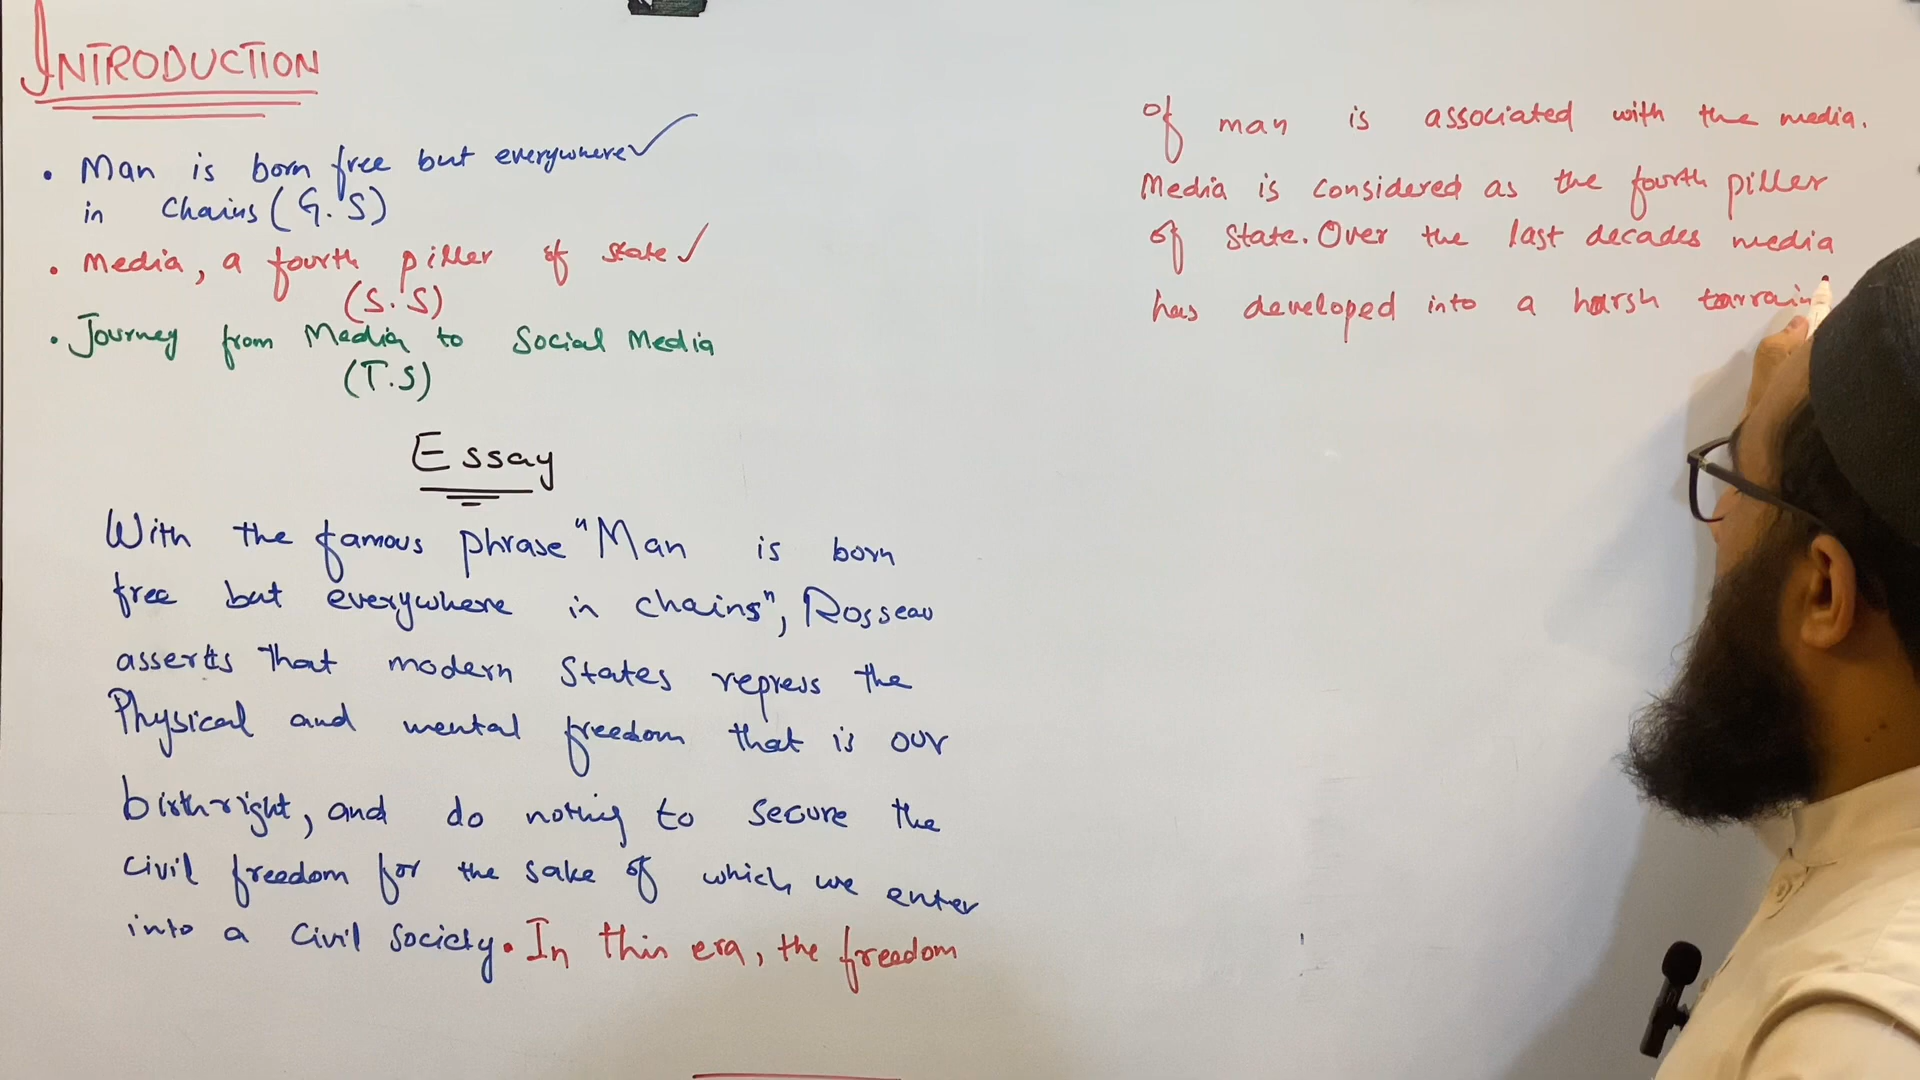 INTRODUCTION
• Man is born free but everywhere ✓
in Chains (G.S)
• Media, a fourth piller of state ✓
(S.S)
• Journey from Media to Social Media
(T.S)
Essay
With the famous phrase "Man is born
free but everywhere in chains", Rosseau
asserts that modern States repress the
Physical and mental freedom that is our
birthright, and do nothing to secure the
civil freedom for the sake of which we enter
into a civil society. In this era, the freedom
of man is associated with the media.
Media is considered as the fourth piller
of state. Over the last decades media
has developed into a harsh tarrain